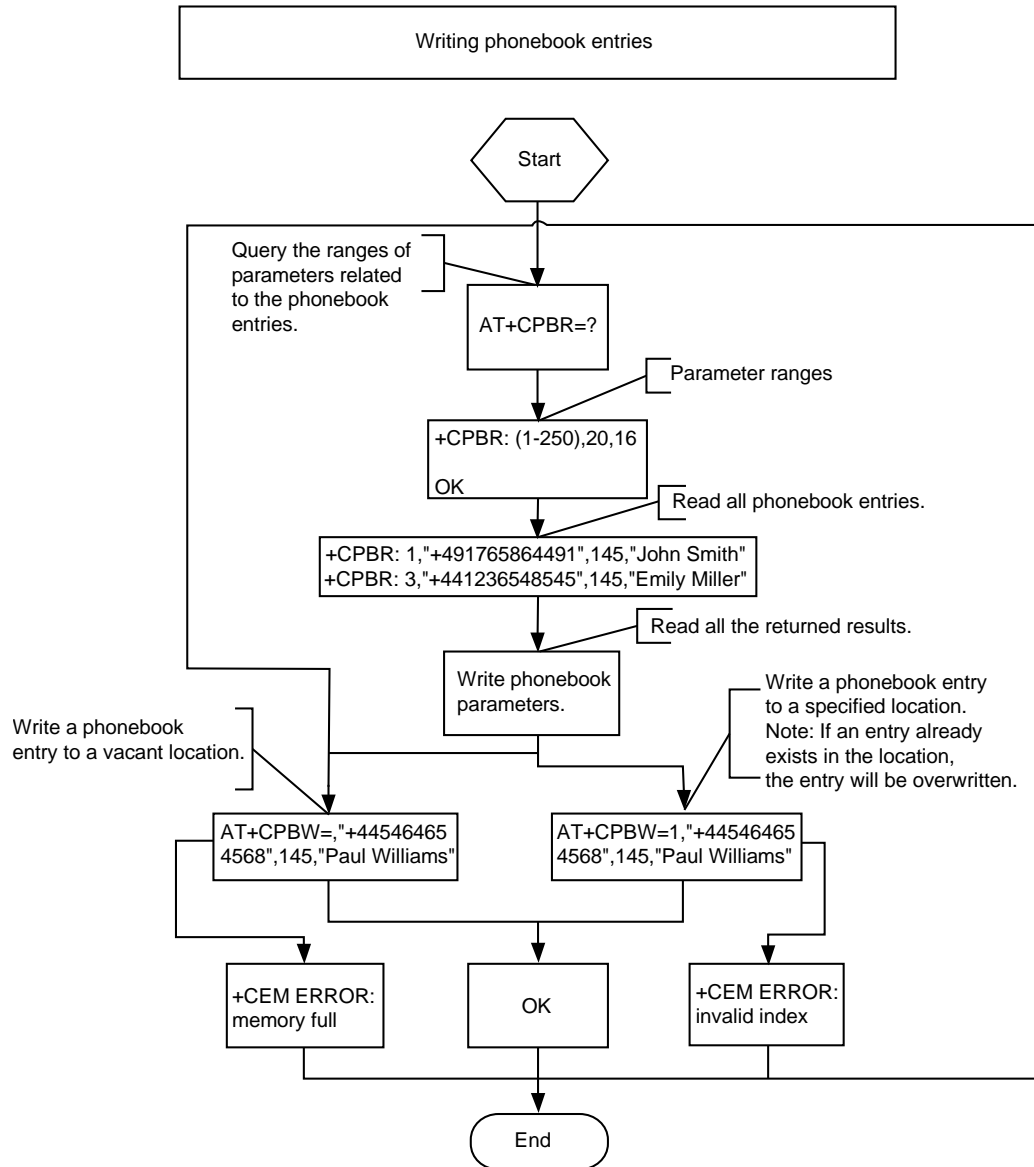 Writing phonebook entries
Start
Query the ranges of
parameters related
to the phonebook
entries.
AT+CPBR=?
Parameter ranges
+CPBR: (1-250),20,16
OK
Read all phonebook entries.
+CPBR: 1,"+491765864491",145,"John Smith"
+CPBR: 3,"+441236548545",145,"Emily Miller"
Read all the returned results.
Write phonebook
parameters.
Write a phonebook entry
to a specified location.
Note: If an entry already
exists in the location,
the entry will be overwritten.
Write a phonebook
entry to a vacant location.
AT+CPBW=,"+44546465
4568",145,"Paul Williams"
AT+CPBW=1,"+44546465
4568",145,"Paul Williams"
+CEM ERROR:
memory full
OK
+CEM ERROR:
invalid index
End